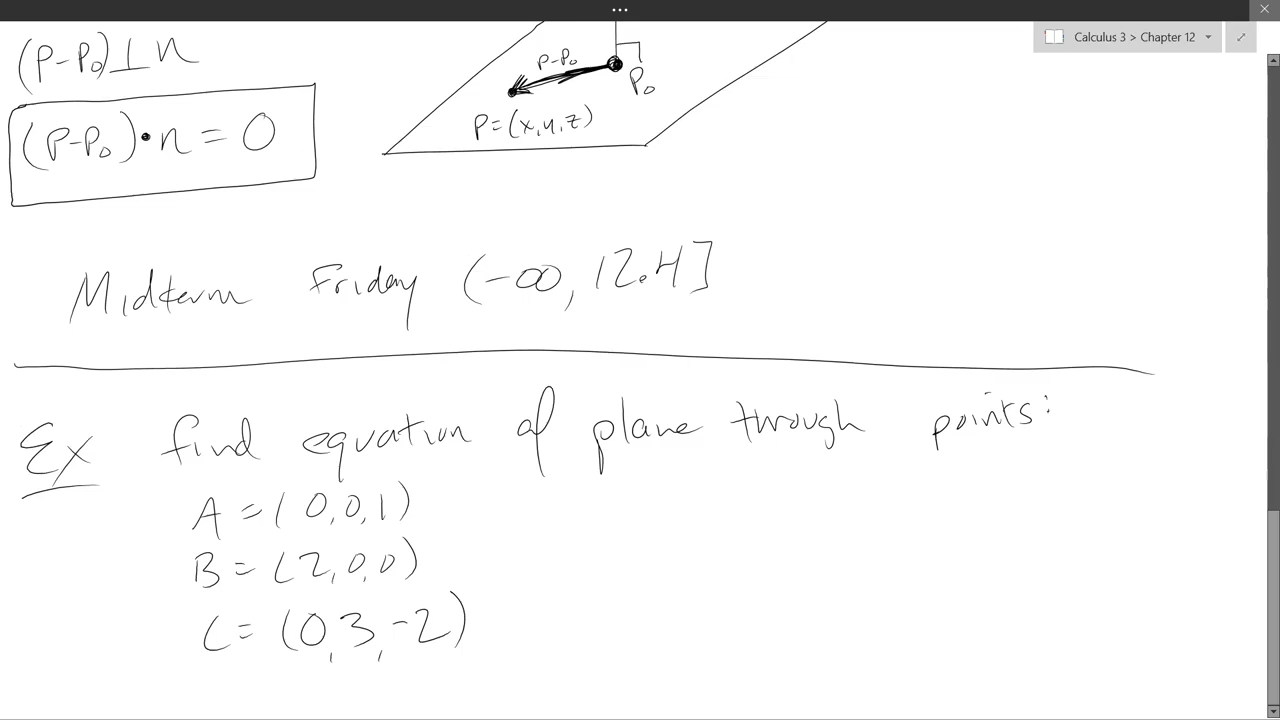 Calculus 3 > Chapter 12
(P-P₀)⊥n
P-P₀
P₀
P=(x,y,z)
(P-P₀)•n=0
Midterm Friday (-∞, 12.4]
Ex find equation of plane through points:
A=(0,0,1)
B=(2,0,0)
C=(0,3,-2)